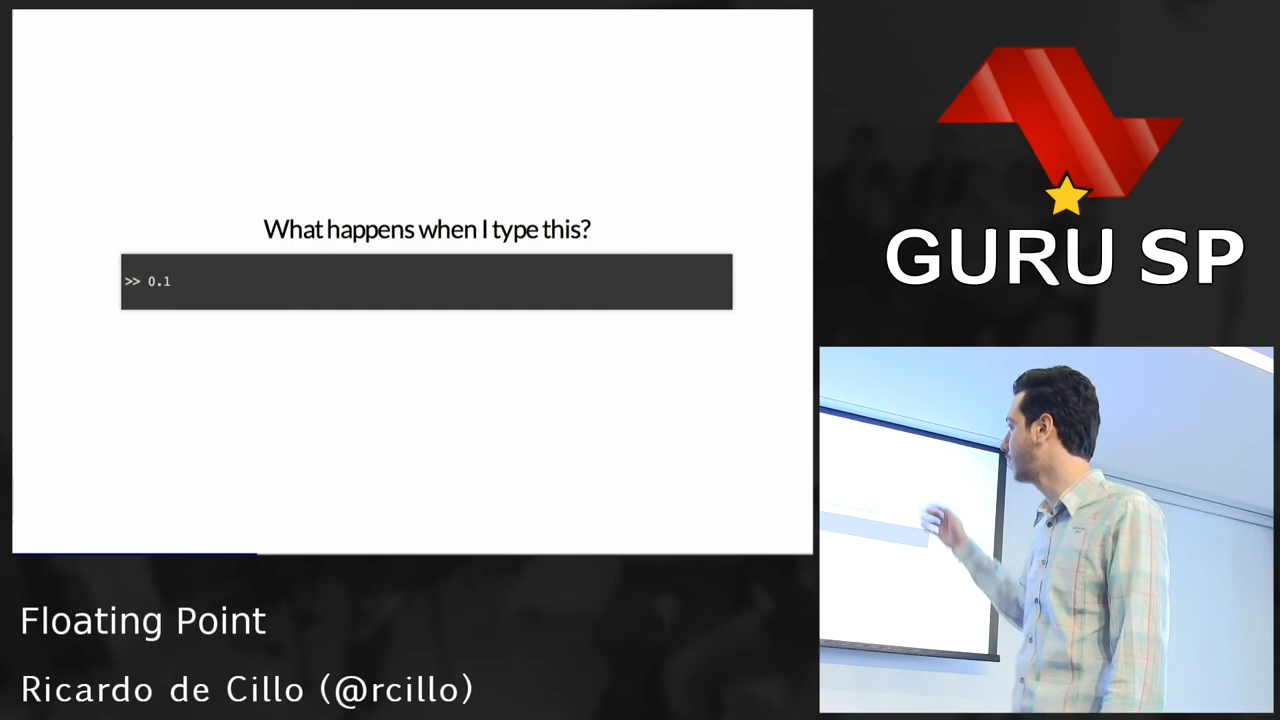 What happens when I type this?
>> 0.1
GURU SP
Floating Point
Ricardo de Cillo (@rcillo)